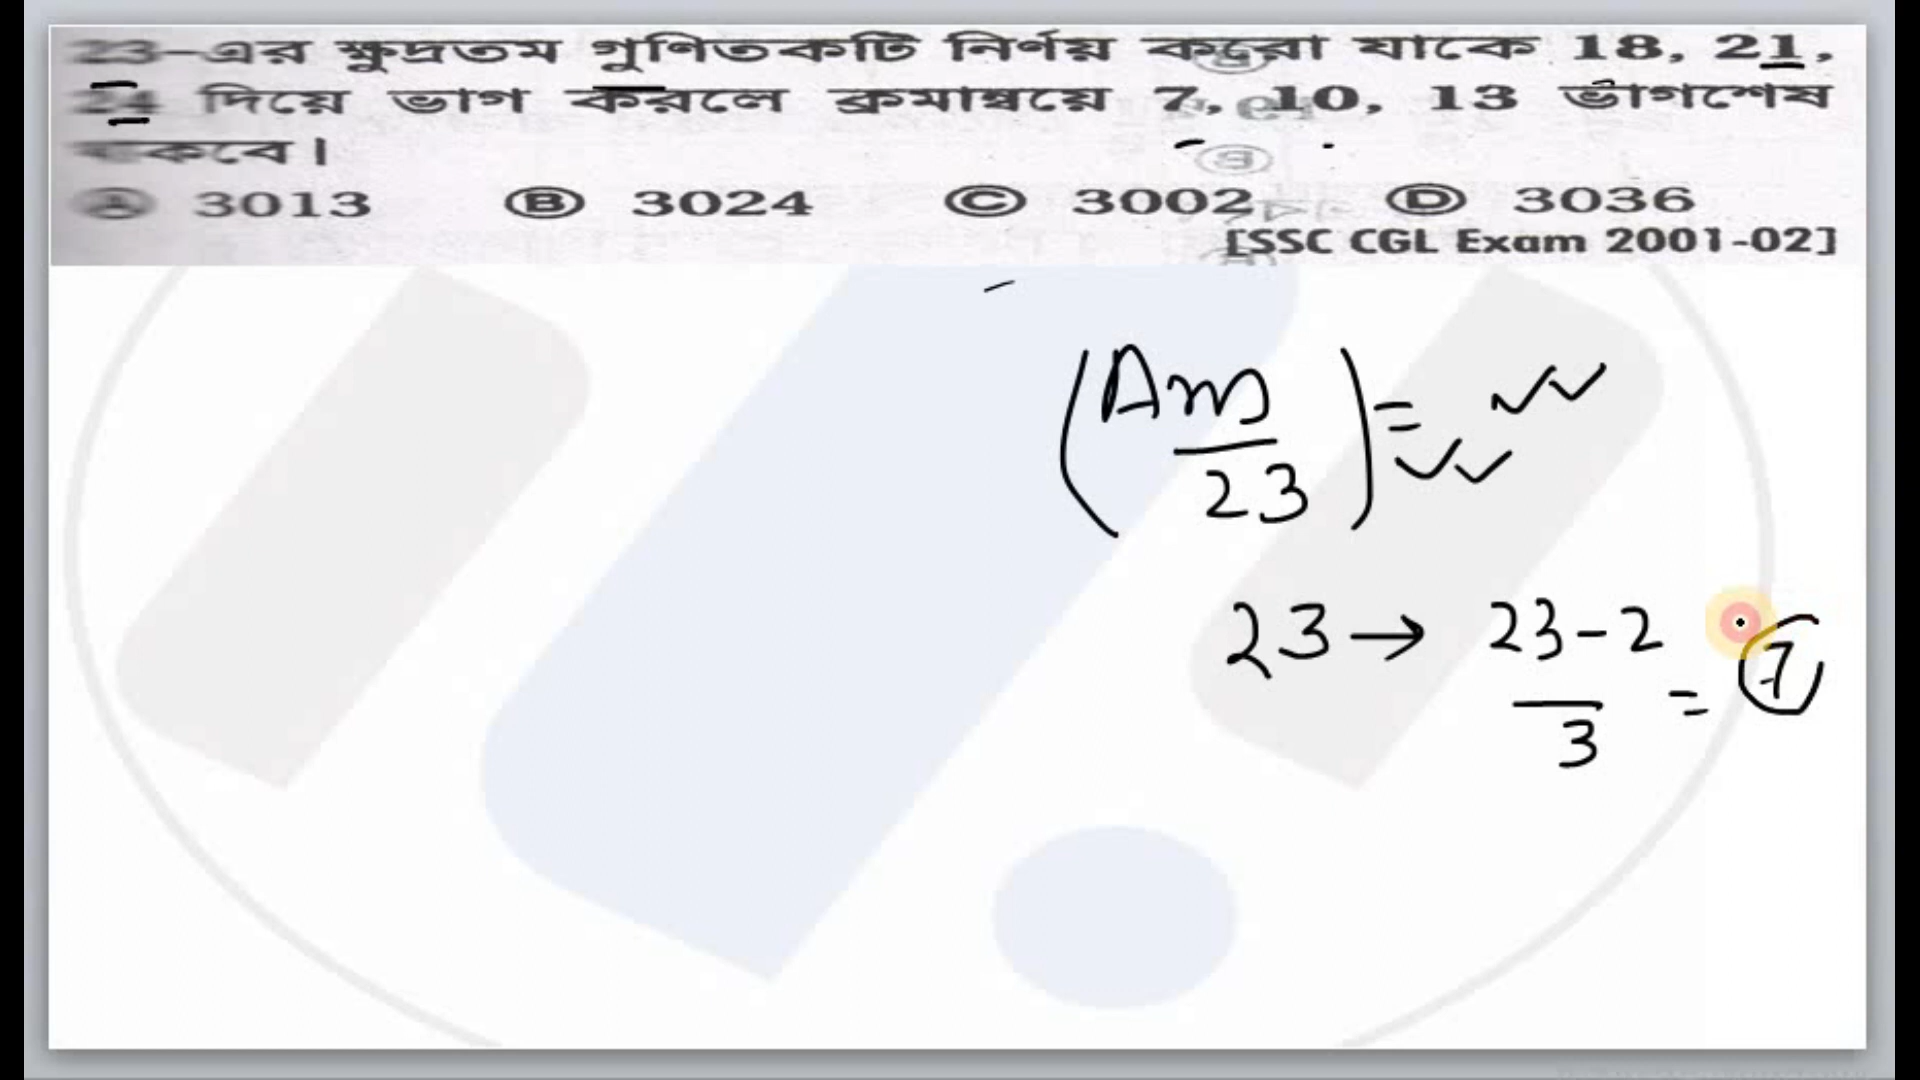 23-এর ক্ষুদ্রতম গুণিতকটি নির্ণয় করো যাকে 18, 21,
24 দিয়ে ভাগ করলে ক্রমান্বয়ে 7, 10, 13 ভাগশেষ
থাকবে।
Ⓐ 3013 Ⓑ 3024 Ⓒ 3002 Ⓓ 3036
[SSC CGL Exam 2001-02]
(Ans/23) =
23 → 23-2/3 = 7